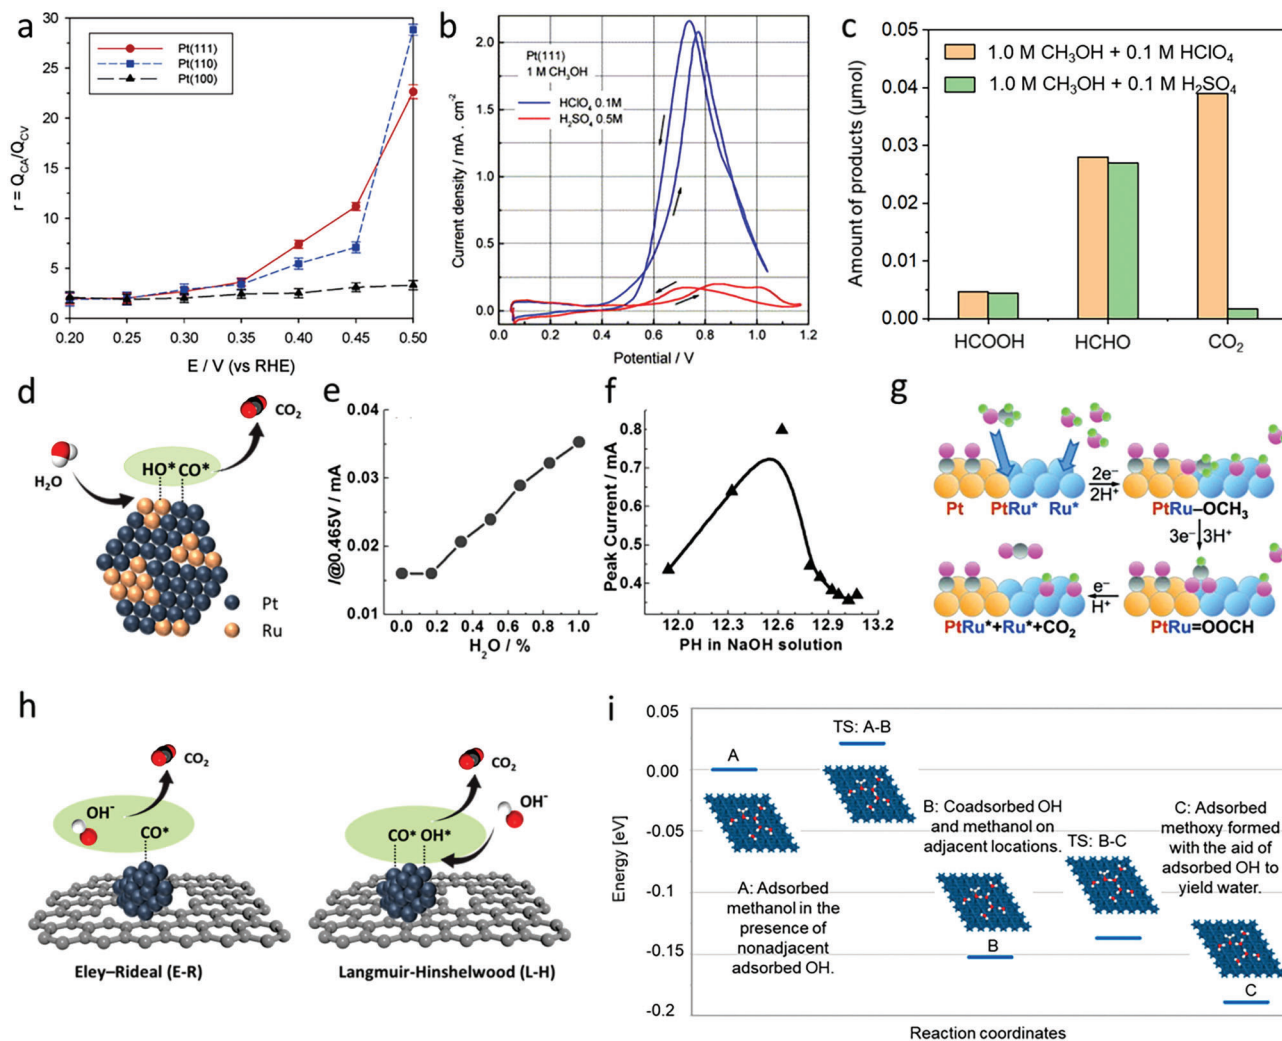 a
r = Q_CA/Q_CV
30
25
20
15
10
5
0
Pt(111)
Pt(110)
Pt(100)
0.20 0.25 0.30 0.35 0.40 0.45 0.50
E / V (vs RHE)
b
Current density / mA . cm⁻²
2.0
1.5
1.0
0.5
0.0
Pt(111)
1 M CH₃OH
HClO₄ 0.1M
H₂SO₄ 0.5M
0.0 0.2 0.4 0.6 0.8 1.0 1.2
Potential / V
c
Amount of products (μmol)
0.05
0.04
0.03
0.02
0.01
0.00
1.0 M CH₃OH + 0.1 M HClO₄
1.0 M CH₃OH + 0.1 M H₂SO₄
HCOOH HCHO CO₂
d
CO₂
H₂O
HO* CO*
Pt
Ru
e
I@0.465V / mA
0.04
0.03
0.02
0.01
0.0 0.2 0.4 0.6 0.8 1.0
H₂O / %
f
Peak Current / mA
0.8
0.7
0.6
0.5
0.4
12.0 12.3 12.6 12.9 13.2
PH in NaOH solution
g
Pt PtRu* Ru*
2e⁻
2H⁺
PtRu–OCH₃
3e⁻ 3H⁺
PtRu=OOCH
e⁻
H⁺
PtRu*+Ru*+CO₂
h
CO₂
OH⁻
CO*
Eley–Rideal (E-R)
CO₂
OH⁻
CO* OH*
Langmuir-Hinshelwood (L-H)
i
Energy [eV]
0.05
0.00
-0.05
-0.1
-0.15
-0.2
A
A: Adsorbed
methanol in the
presence of
nonadjacent
adsorbed OH.
TS: A-B
B: Coadsorbed OH
and methanol on
adjacent locations.
B
TS: B-C
C: Adsorbed
methoxy formed
with the aid of
adsorbed OH to
yield water.
C
Reaction coordinates